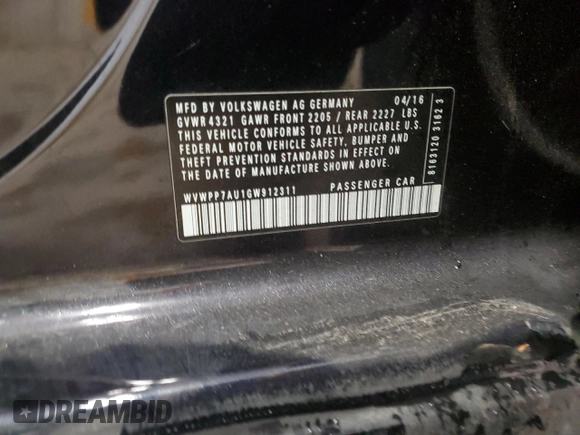 MFD BY VOLKSWAGEN AG GERMANY 04/16
GVWR 4321 GAWR FRONT 2205 / REAR 2227 LBS
THIS VEHICLE CONFORMS TO ALL APPLICABLE U.S.
FEDERAL MOTOR VEHICLE SAFETY, BUMPER AND
THEFT PREVENTION STANDARDS IN EFFECT ON
THE DATE OF MANUFACTURE SHOWN ABOVE.
WVWPP7AU1GW912311 PASSENGER CAR
8163120 3162 3
DREAMBID